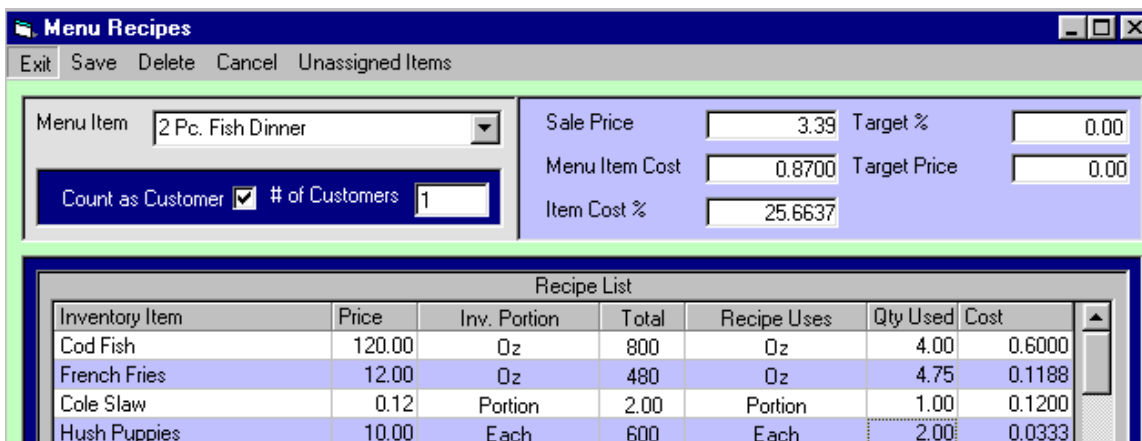 Menu Recipes
Exit Save Delete Cancel Unassigned Items
Menu Item 2 Pc. Fish Dinner
Count as Customer # of Customers 1
Sale Price 3.39 Target % 0.00
Menu Item Cost 0.8700 Target Price 0.00
Item Cost % 25.6637
Recipe List
Inventory Item Price Inv. Portion Total Recipe Uses Qty Used Cost
Cod Fish 120.00 Oz 800 Oz 4.00 0.6000
French Fries 12.00 Oz 480 Oz 4.75 0.1188
Cole Slaw 0.12 Portion 2.00 Portion 1.00 0.1200
Hush Puppies 10.00 Each 600 Each 2.00 0.0333